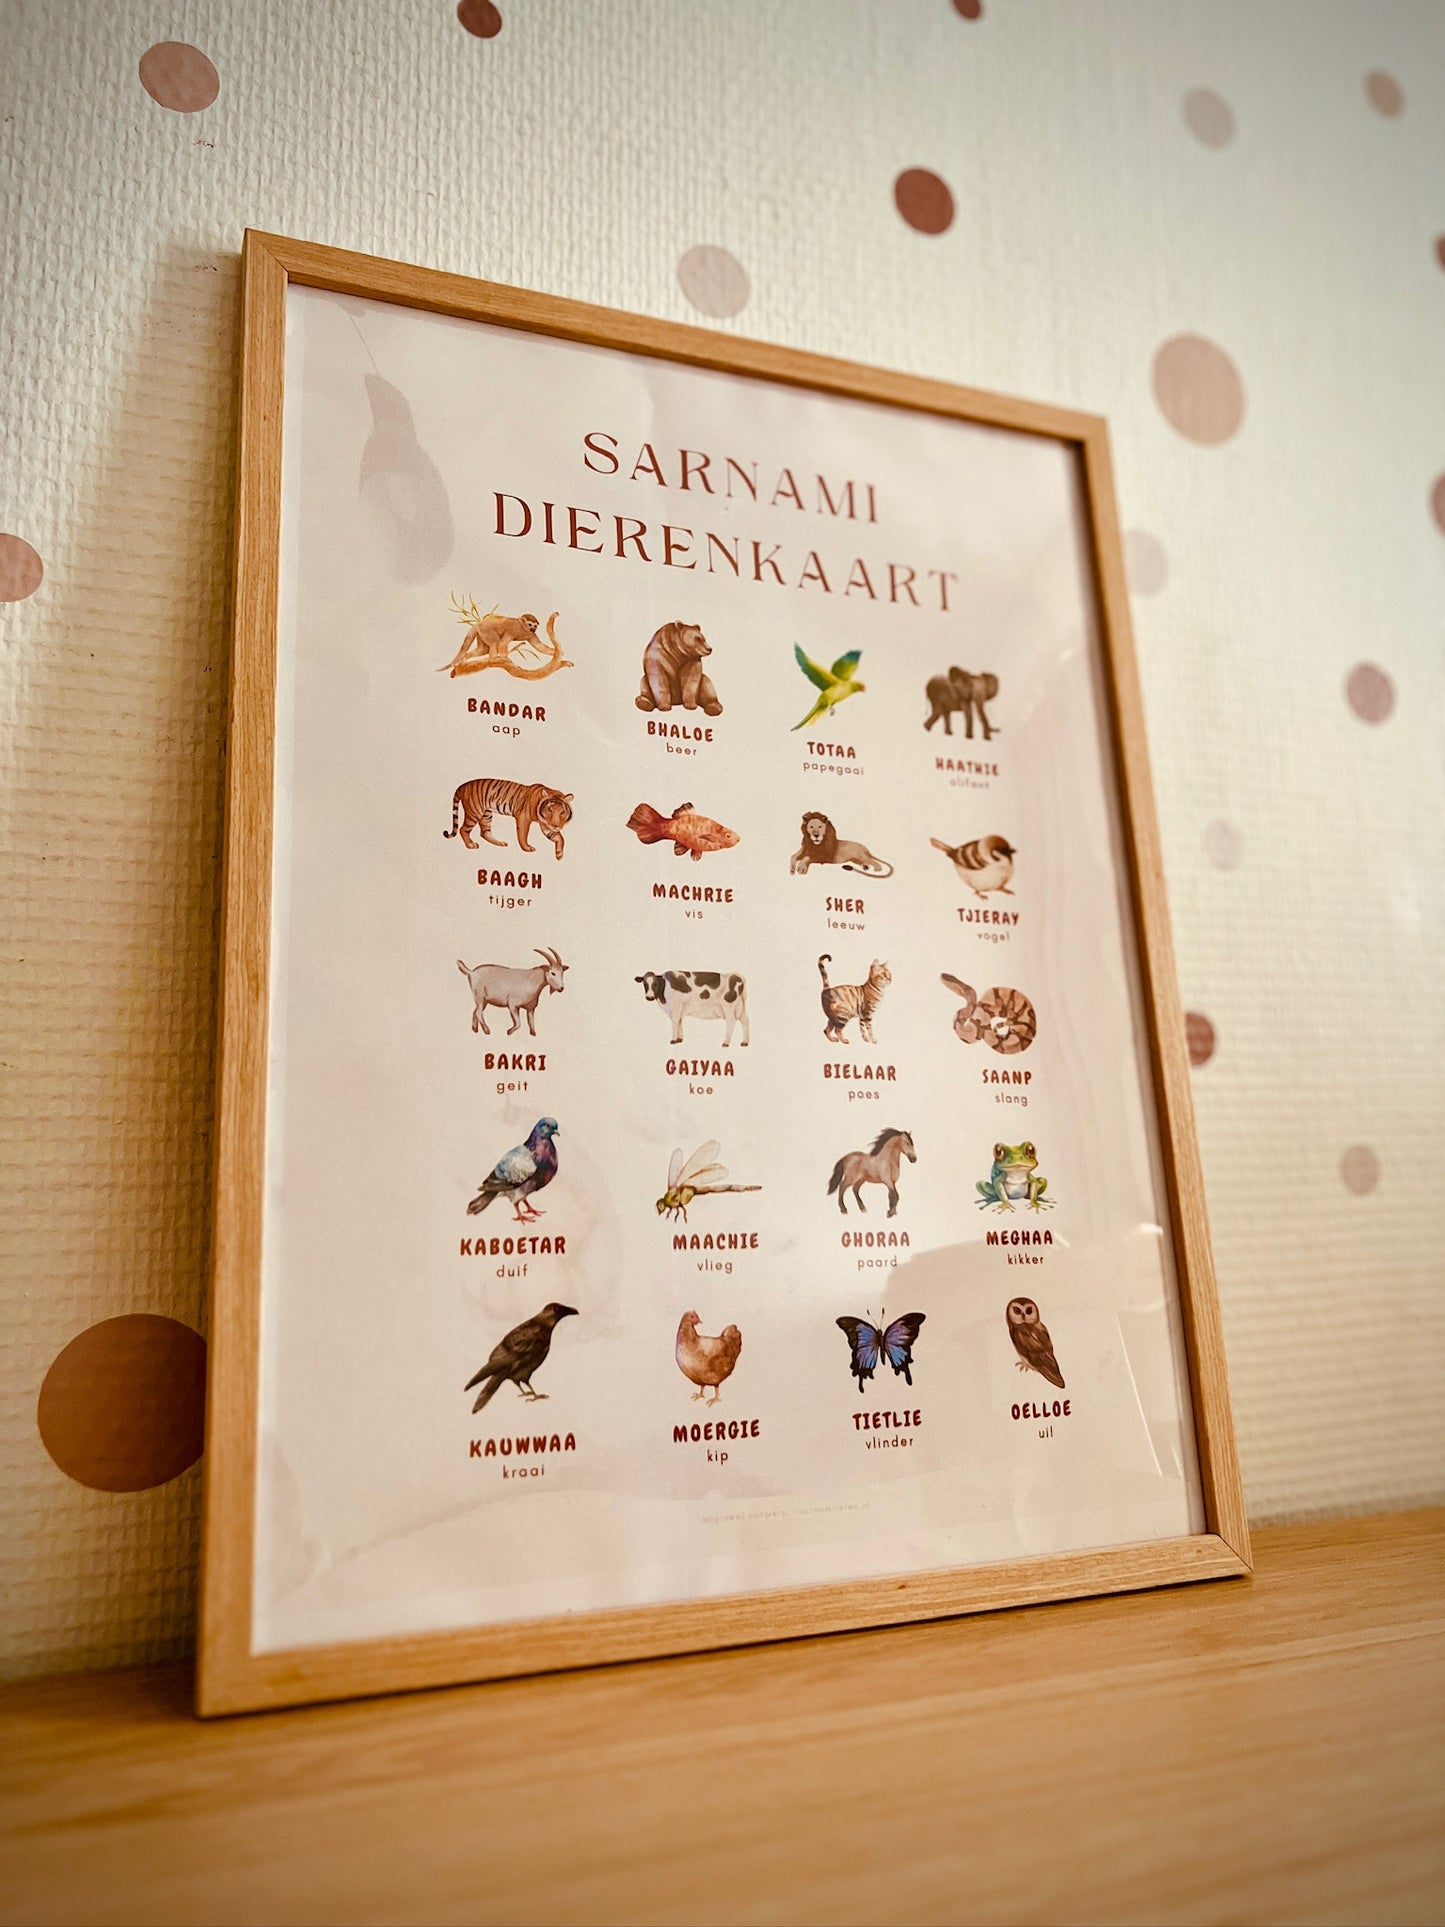 SARNAMI
DIERENKAART
BANDAR
aap
BHALOE
beer
TOTAA
papegaai
HAATHIE
olifant
BAAGH
tijger
MACHRIE
vis
SHER
leeuw
TJIERAY
vogel
BAKRI
geit
GAIYAA
koe
BIELAAR
poes
SAANP
slang
KABOETAR
duif
MAACHIE
vlieg
GHORAA
paard
MEGHAA
kikker
KAUWWAA
kraai
MOERGIE
kip
TIETLIE
vlinder
OELLOE
uil